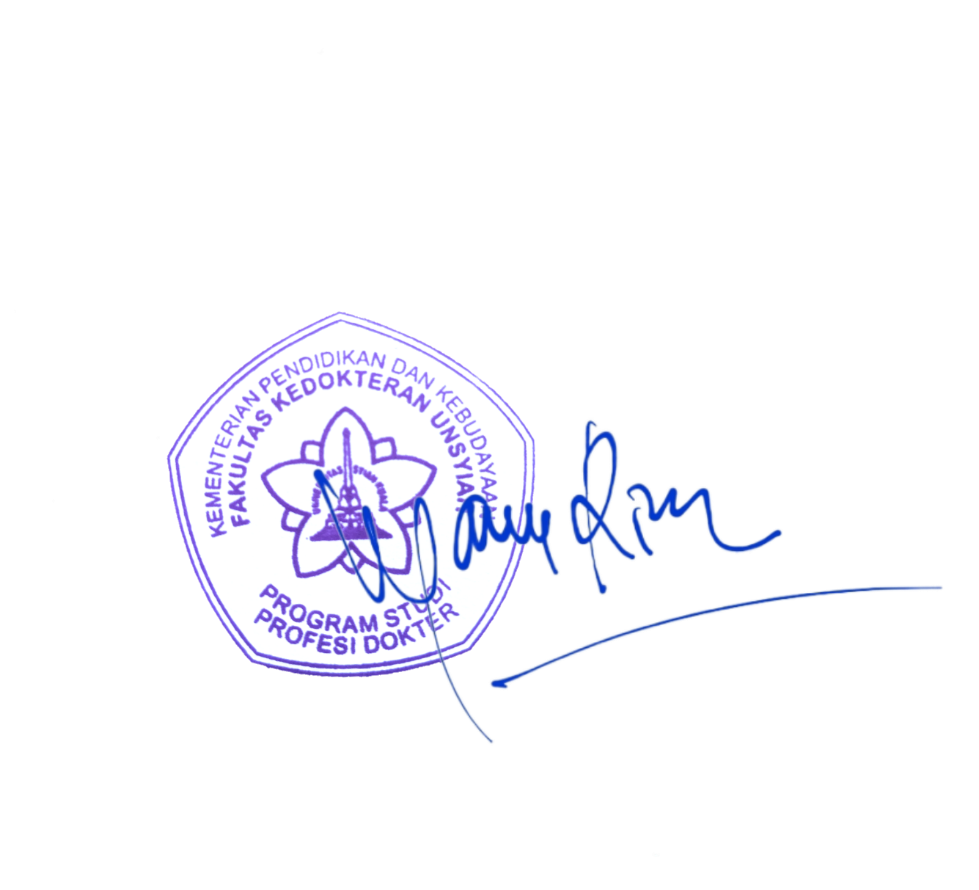 KEMENTERIAN PENDIDIKAN DAN KEBUDAYAAN
FAKULTAS KEDOKTERAN UNSYIAH
PROGRAM STUDI
PROFESI DOKTER